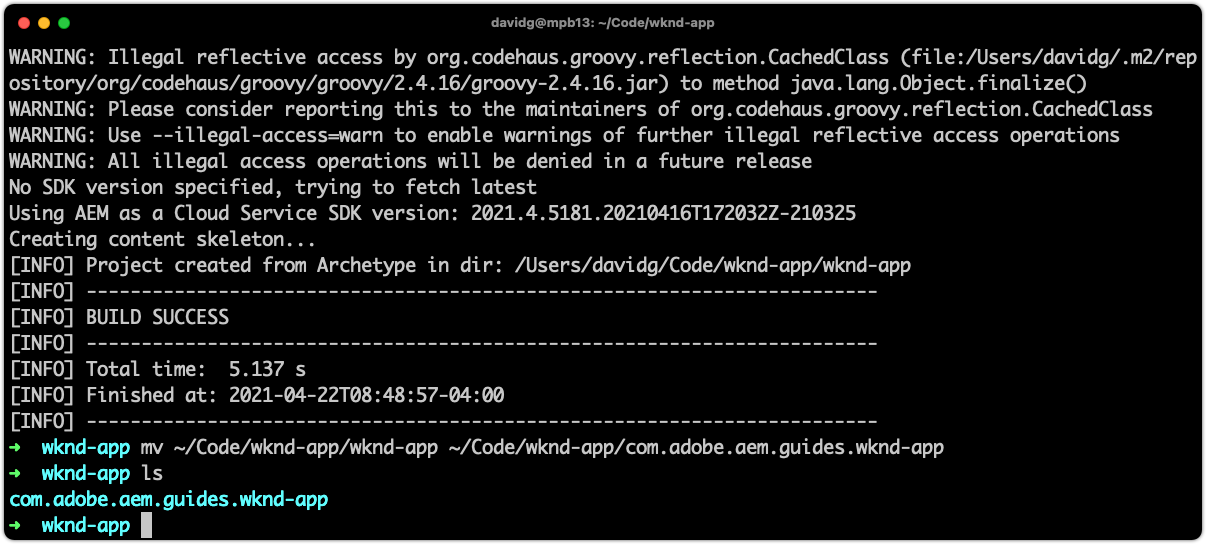 davidg@mpb13: ~/Code/wknd-app
WARNING: Illegal reflective access by org.codehaus.groovy.reflection.CachedClass (file:/Users/davidg/.m2/rep
ository/org/codehaus/groovy/groovy/2.4.16/groovy-2.4.16.jar) to method java.lang.Object.finalize()
WARNING: Please consider reporting this to the maintainers of org.codehaus.groovy.reflection.CachedClass
WARNING: Use --illegal-access=warn to enable warnings of further illegal reflective access operations
WARNING: All illegal access operations will be denied in a future release
No SDK version specified, trying to fetch latest
Using AEM as a Cloud Service SDK version: 2021.4.5181.20210416T172032Z-210325
Creating content skeleton...
[INFO] Project created from Archetype in dir: /Users/davidg/Code/wknd-app/wknd-app
[INFO] ------------------------------------------------------------------------
[INFO] BUILD SUCCESS
[INFO] ------------------------------------------------------------------------
[INFO] Total time:  5.137 s
[INFO] Finished at: 2021-04-22T08:48:57-04:00
[INFO] ------------------------------------------------------------------------
➜  wknd-app mv ~/Code/wknd-app/wknd-app ~/Code/wknd-app/com.adobe.aem.guides.wknd-app
➜  wknd-app ls
com.adobe.aem.guides.wknd-app
➜  wknd-app